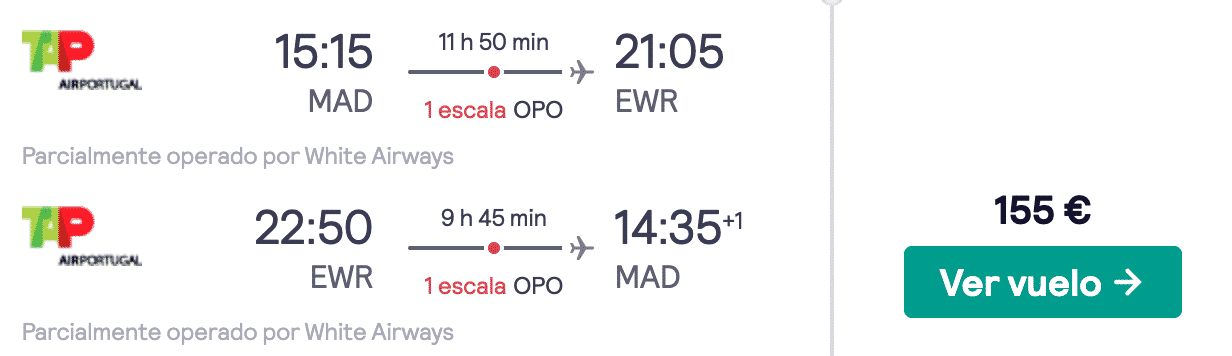 TAP
AIRPORTUGAL
15:15
MAD
11 h 50 min
1 escala OPO
21:05
EWR
Parcialmente operado por White Airways
TAP
AIRPORTUGAL
22:50
EWR
9 h 45 min
1 escala OPO
14:35+1
MAD
Parcialmente operado por White Airways
155 €
Ver vuelo →